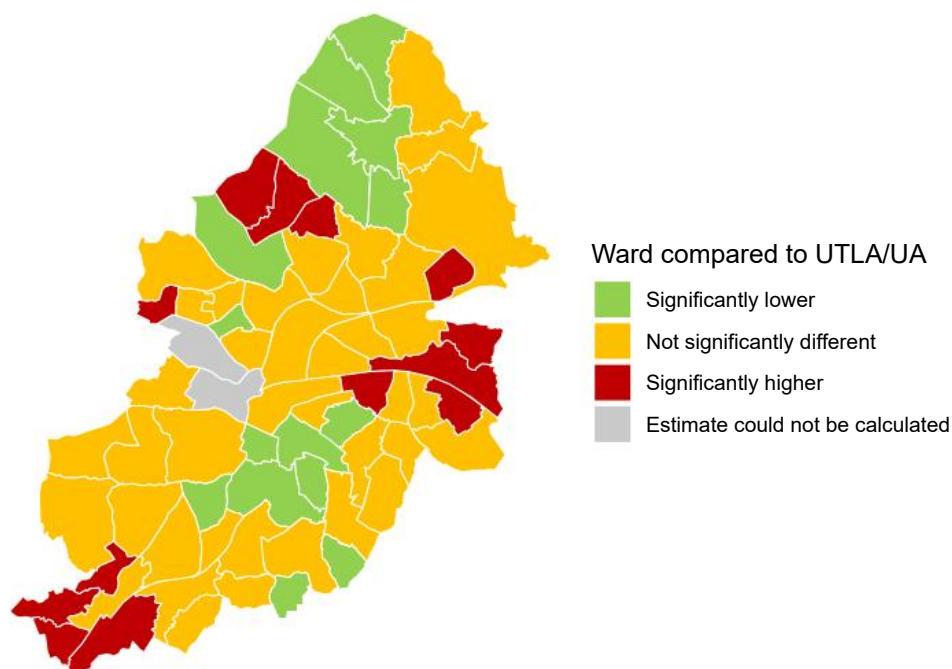 Ward compared to UTLA/UA
Significantly lower
Not significantly different
Significantly higher
Estimate could not be calculated